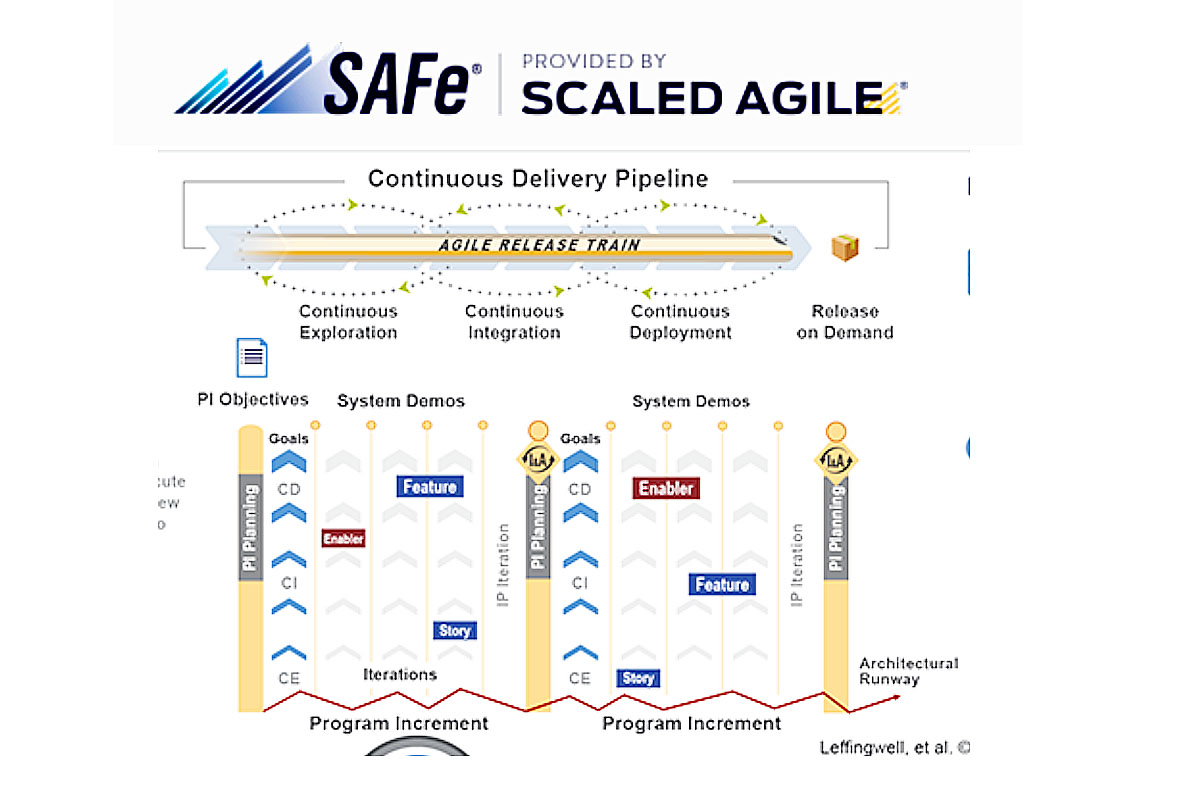 SAFe®
PROVIDED BY
SCALED AGILE®
Continuous Delivery Pipeline
AGILE RELEASE TRAIN
Continuous
Exploration
Continuous
Integration
Continuous
Deployment
Release
on Demand
PI Objectives
System Demos
System Demos
Goals
Goals
I&A
I&A
CD
Feature
CD
Enabler
cute
ew
o
PI Planning
Enabler
IP Iteration
PI Planning
IP Iteration
PI Planning
CI
CI
Feature
Story
CE
Iterations
CE
Story
Architectural
Runway
Program Increment
Program Increment
Leffingwell, et al. ©